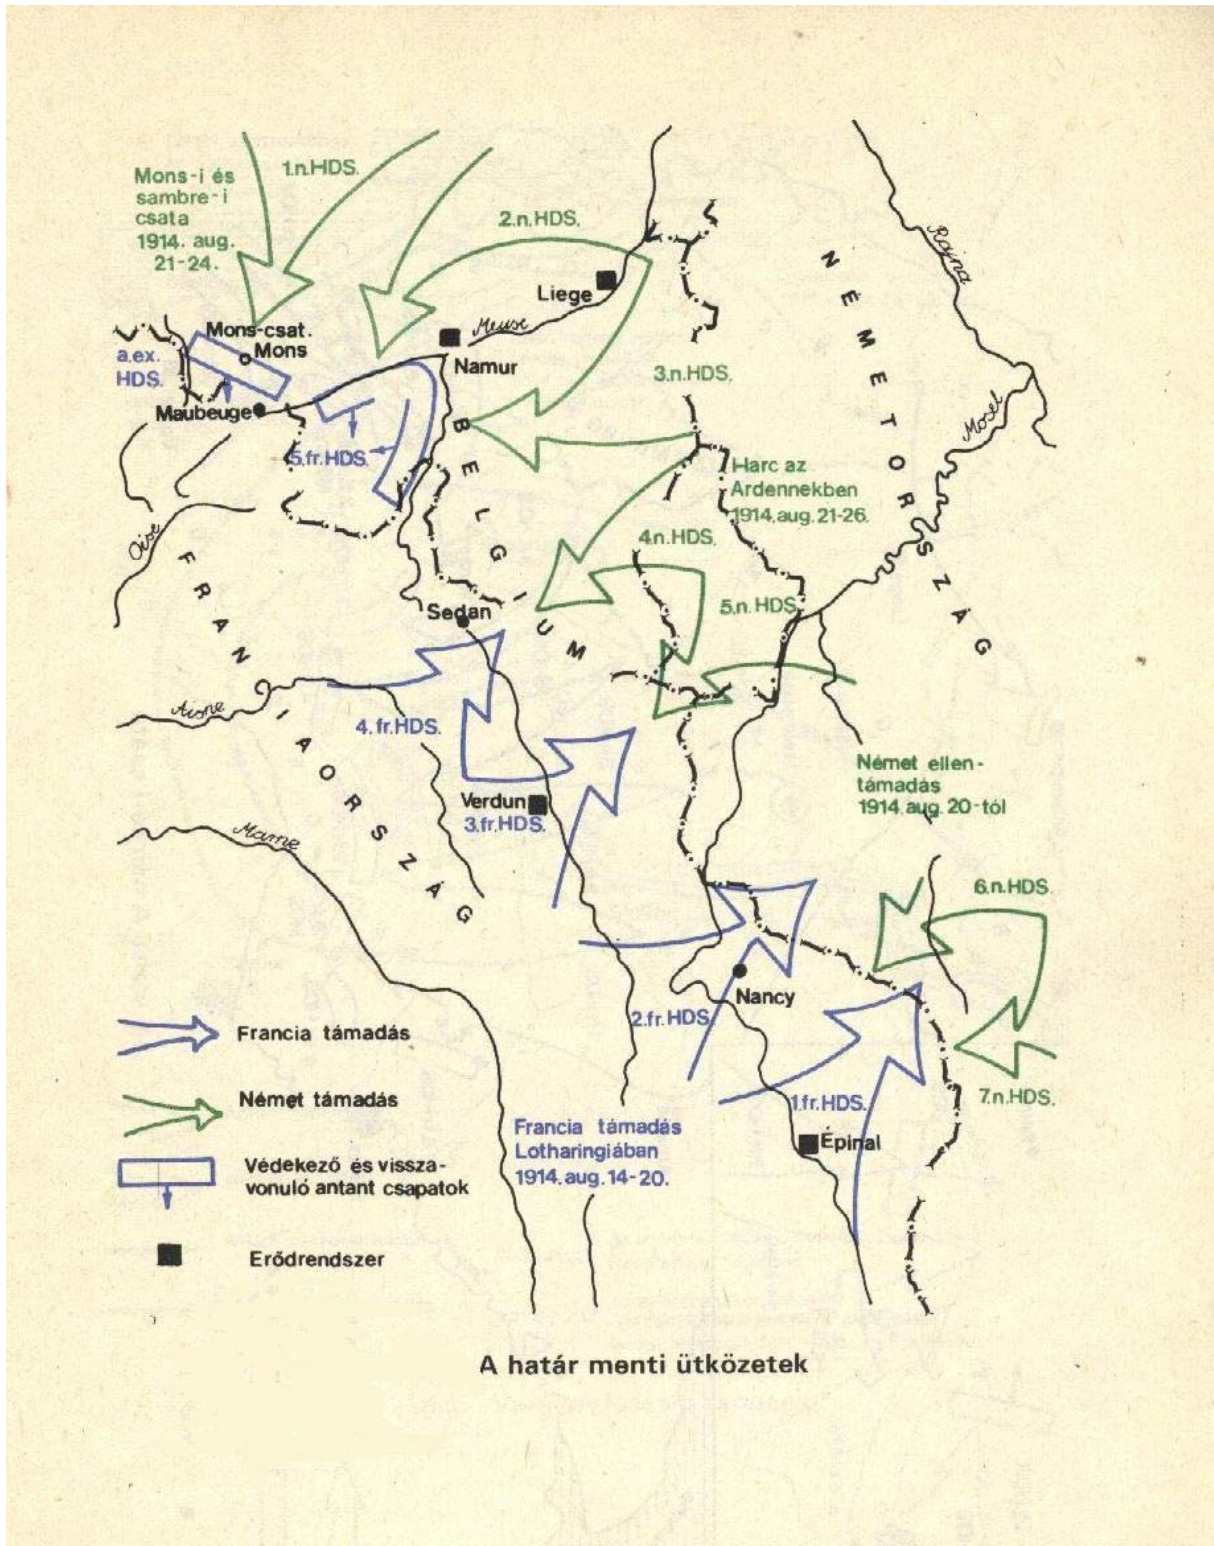 Mons-i és
sambre-i
csata
1914. aug.
21-24.
1.n.HDS.
2.n.HDS.
Liege
Meuse
Rajna
NÉMETORSZÁG
Mons-csat.
Mons
a.ex.
HDS.
Namur
Maubeuge
3.n.HDS.
Mosel
5.fr.HDS.
BELGIUM
Harc az
Ardennekben
1914.aug.21-26.
Oise
4.n.HDS.
FRANCIAORSZÁG
Sedan
5.n.HDS.
Aisne
4.fr.HDS.
Német ellen-
támadás
1914.aug.20-tól
Verdun
3.fr.HDS.
Marne
6.n.HDS.
Nancy
2.fr.HDS.
7.n.HDS.
1.fr.HDS.
Épinal
Francia támadás
Lotharingiában
1914.aug.14-20.
Francia támadás
Német támadás
Védekező és vissza-
vonuló antant csapatok
Erődrendszer
A határ menti ütközetek